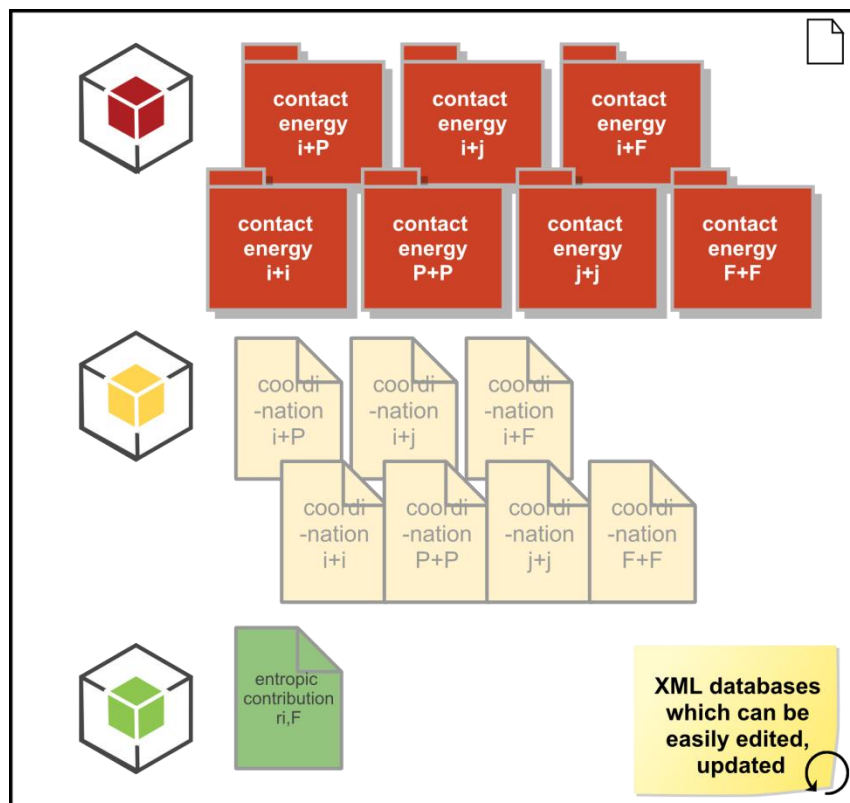 contact
energy
i+P
contact
energy
i+j
contact
energy
i+F
contact
energy
i+i
contact
energy
P+P
contact
energy
j+j
contact
energy
F+F
coordi
-nation
i+P
coordi
-nation
i+j
coordi
-nation
i+F
coordi
-nation
i+i
coordi
-nation
P+P
coordi
-nation
j+j
coordi
-nation
F+F
entropic
contribution
ri,F
XML databases
which can be
easily edited,
updated